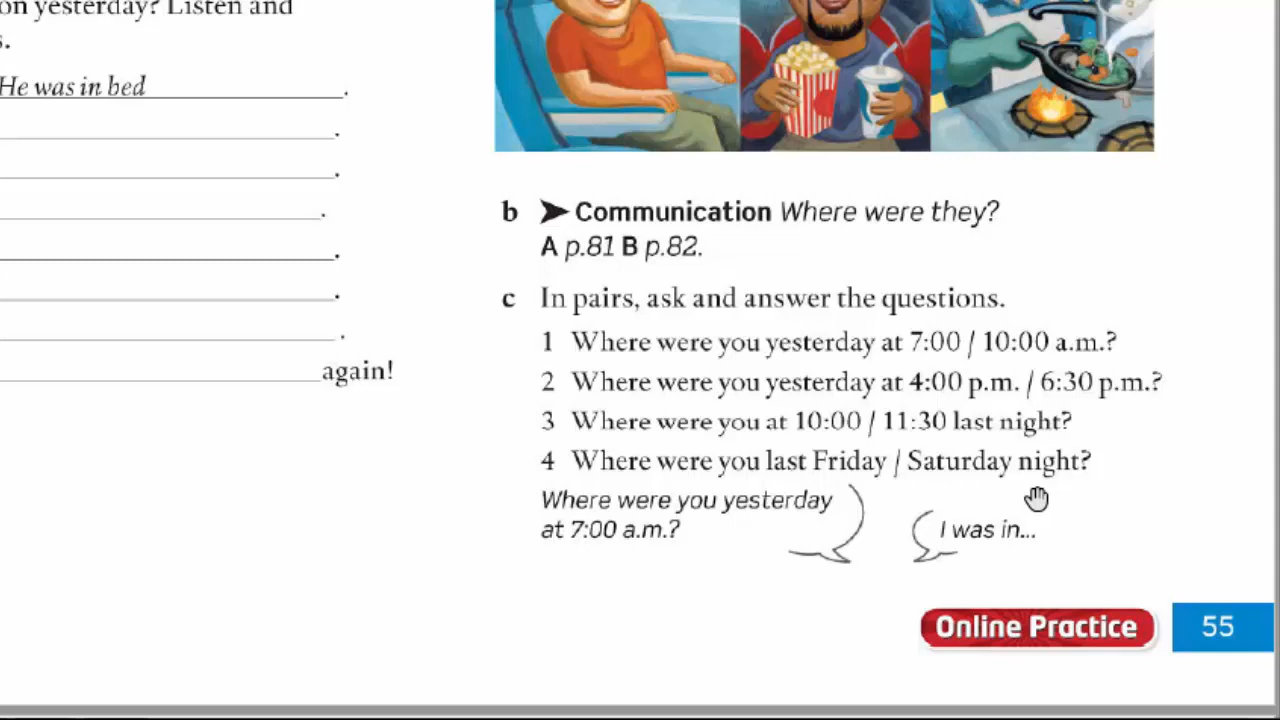 on yesterday? Listen and
s.
He was in bed .
.
.
.
.
.
.
again!
b ➤ Communication Where were they?
A p.81 B p.82.
c In pairs, ask and answer the questions.
1 Where were you yesterday at 7:00 / 10:00 a.m.?
2 Where were you yesterday at 4:00 p.m. / 6:30 p.m.?
3 Where were you at 10:00 / 11:30 last night?
4 Where were you last Friday / Saturday night?
Where were you yesterday
at 7:00 a.m.?
I was in...
Online Practice
55